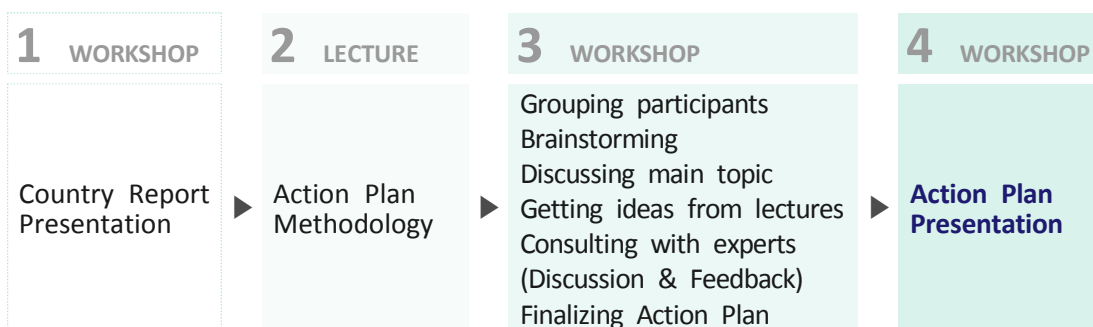 1 WORKSHOP
Country Report
Presentation
2 LECTURE
Action Plan
Methodology
3 WORKSHOP
Grouping participants
Brainstorming
Discussing main topic
Getting ideas from lectures
Consulting with experts
(Discussion & Feedback)
Finalizing Action Plan
4 WORKSHOP
Action Plan
Presentation